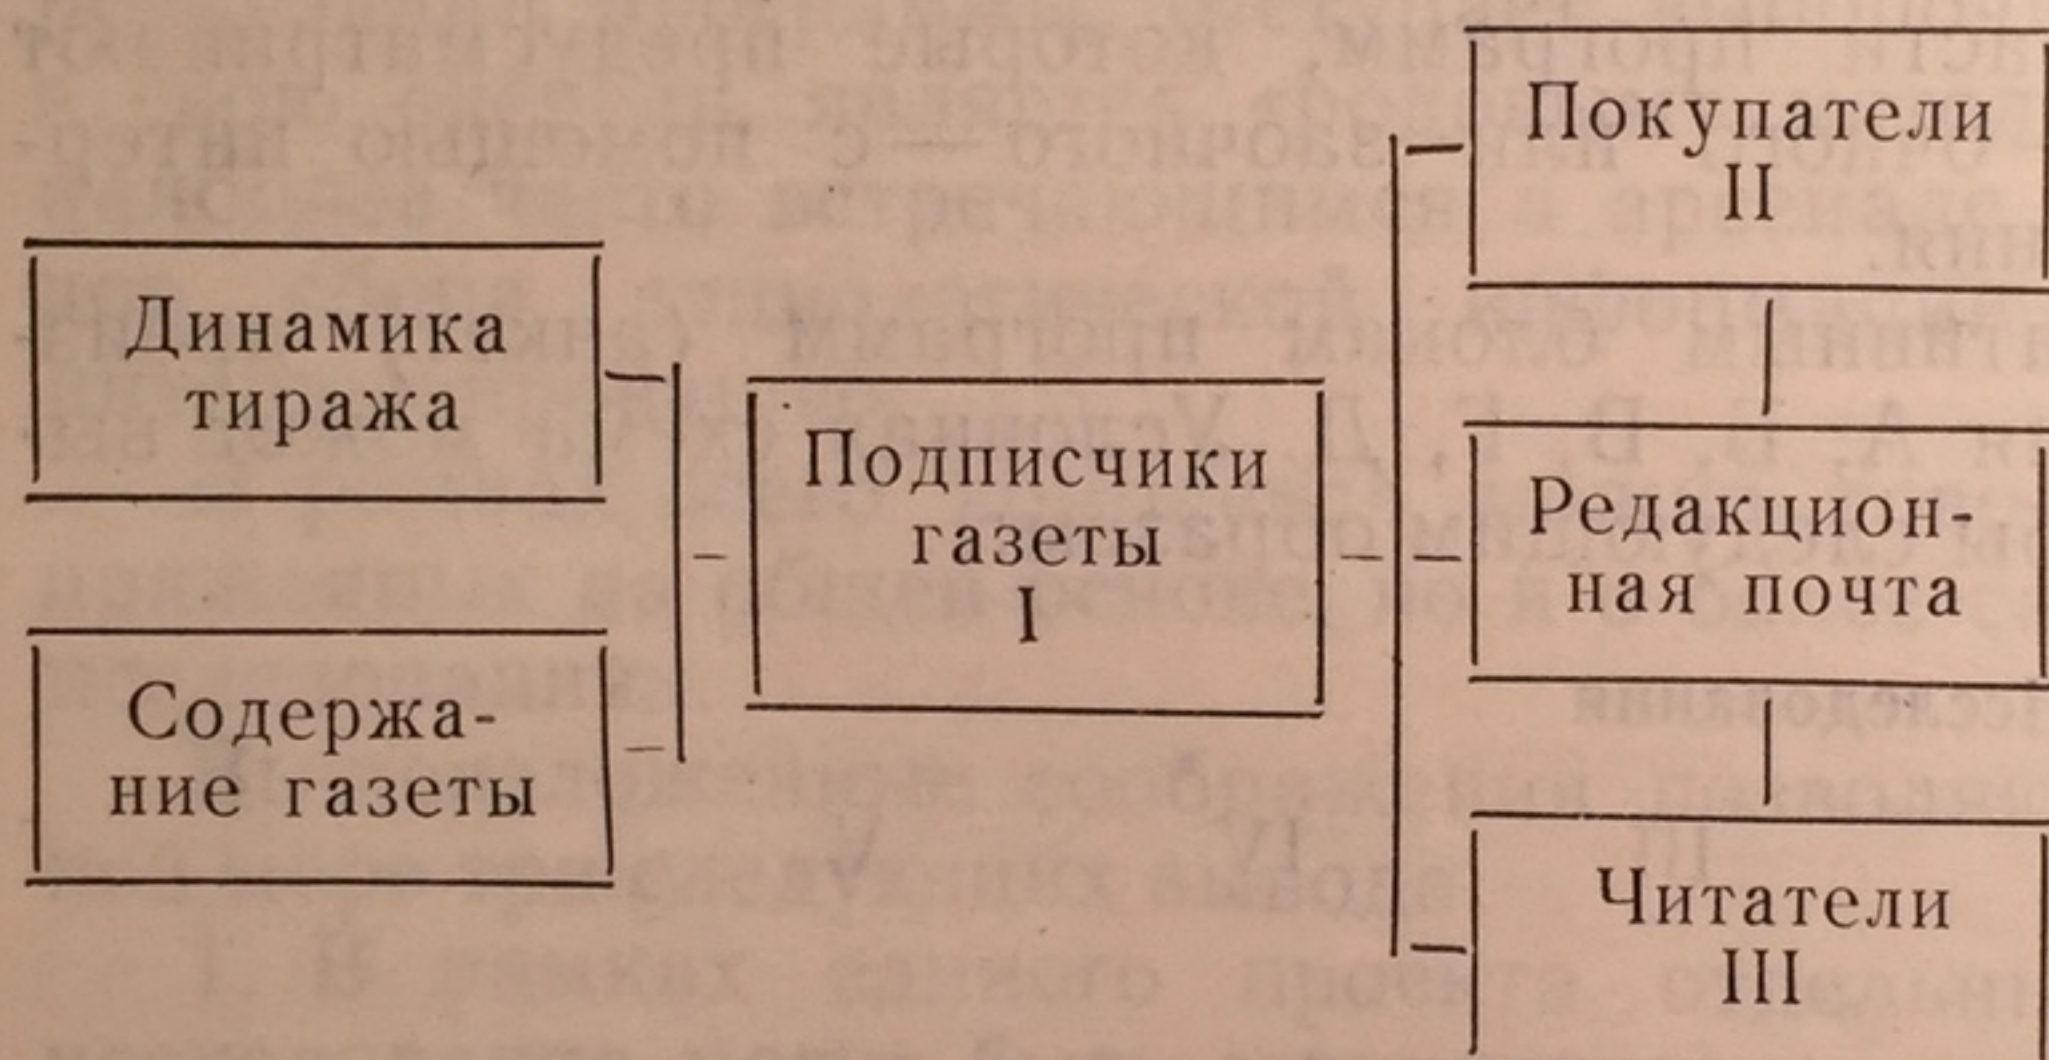 Динамика
тиража
Содержа-
ние газеты
Подписчики
газеты
I
Покупатели
II
Редакцион-
ная почта
Читатели
III